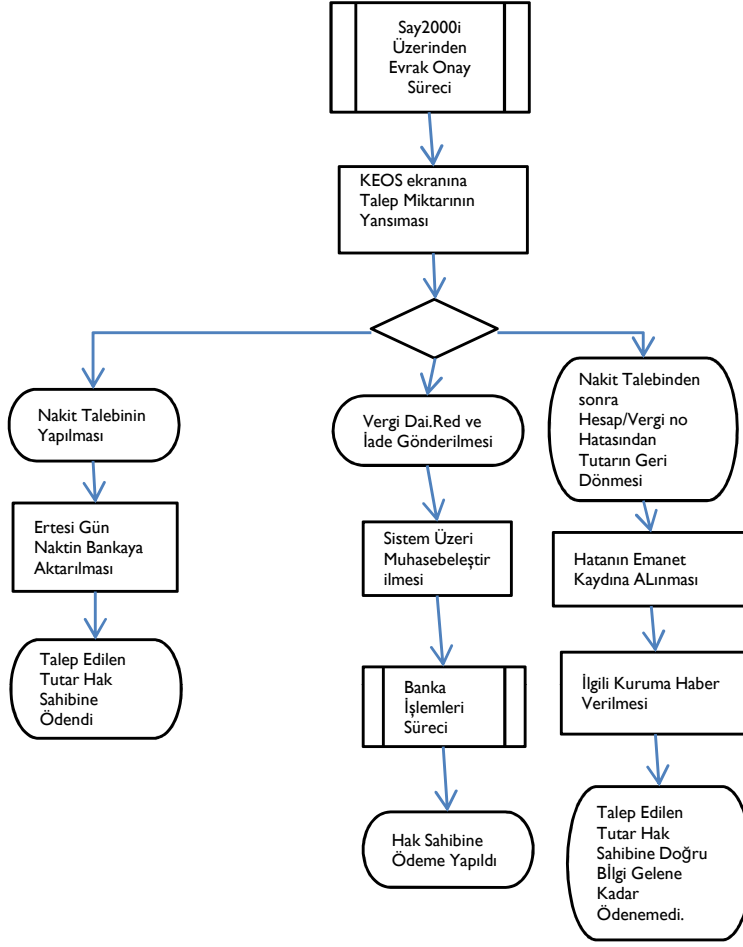 Say2000i
Üzerinden
Evrak Onay
Süreci
KEOS ekranına
Talep Miktarının
Yansıması
Nakit Talebinin
Yapılması
Ertesi Gün
Naktin Bankaya
Aktarılması
Talep Edilen
Tutar Hak
Sahibine
Ödendi
Vergi Dai.Red ve
İade Gönderilmesi
Sistem Üzeri
Muhasebeleştir
ilmesi
Banka
İşlemleri
Süreci
Hak Sahibine
Ödeme Yapıldı
Nakit Talebinden
sonra
Hesap/Vergi no
Hatasından
Tutarın Geri
Dönmesi
Hatanın Emanet
Kaydına ALınması
İlgili Kuruma Haber
Verilmesi
Talep Edilen
Tutar Hak
Sahibine Doğru
Bİlgi Gelene
Kadar
Ödenemedi.